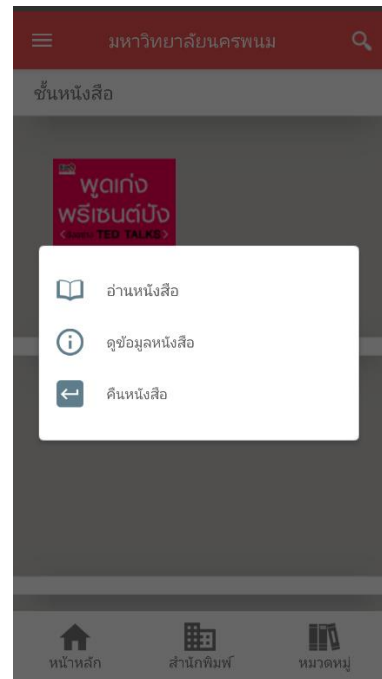 มหาวิทยาลัยนครพนม
ชั้นหนังสือ
พูดเก่ง
พรีเซนต์ปัง
TED TALKS
อ่านหนังสือ
ดูข้อมูลหนังสือ
คืนหนังสือ
หน้าหลัก
สำนักพิมพ์
หมวดหมู่